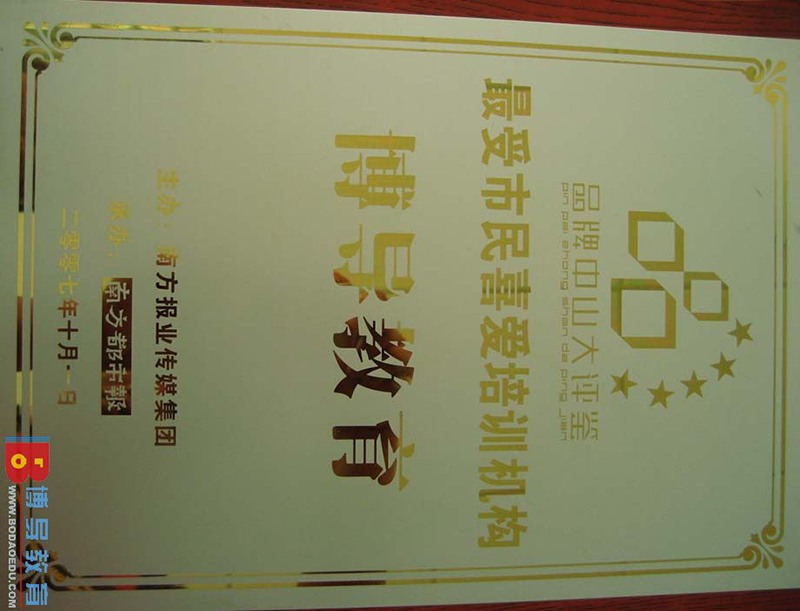 品牌中山大评鉴
pin pai zhong shan da ping jian
最受市民喜爱培训机构
博导教育
主办：南方报业传媒集团
承办：南方都市報
二零零七年十月一日
博导教育
WWW.BODAOEDU.COM